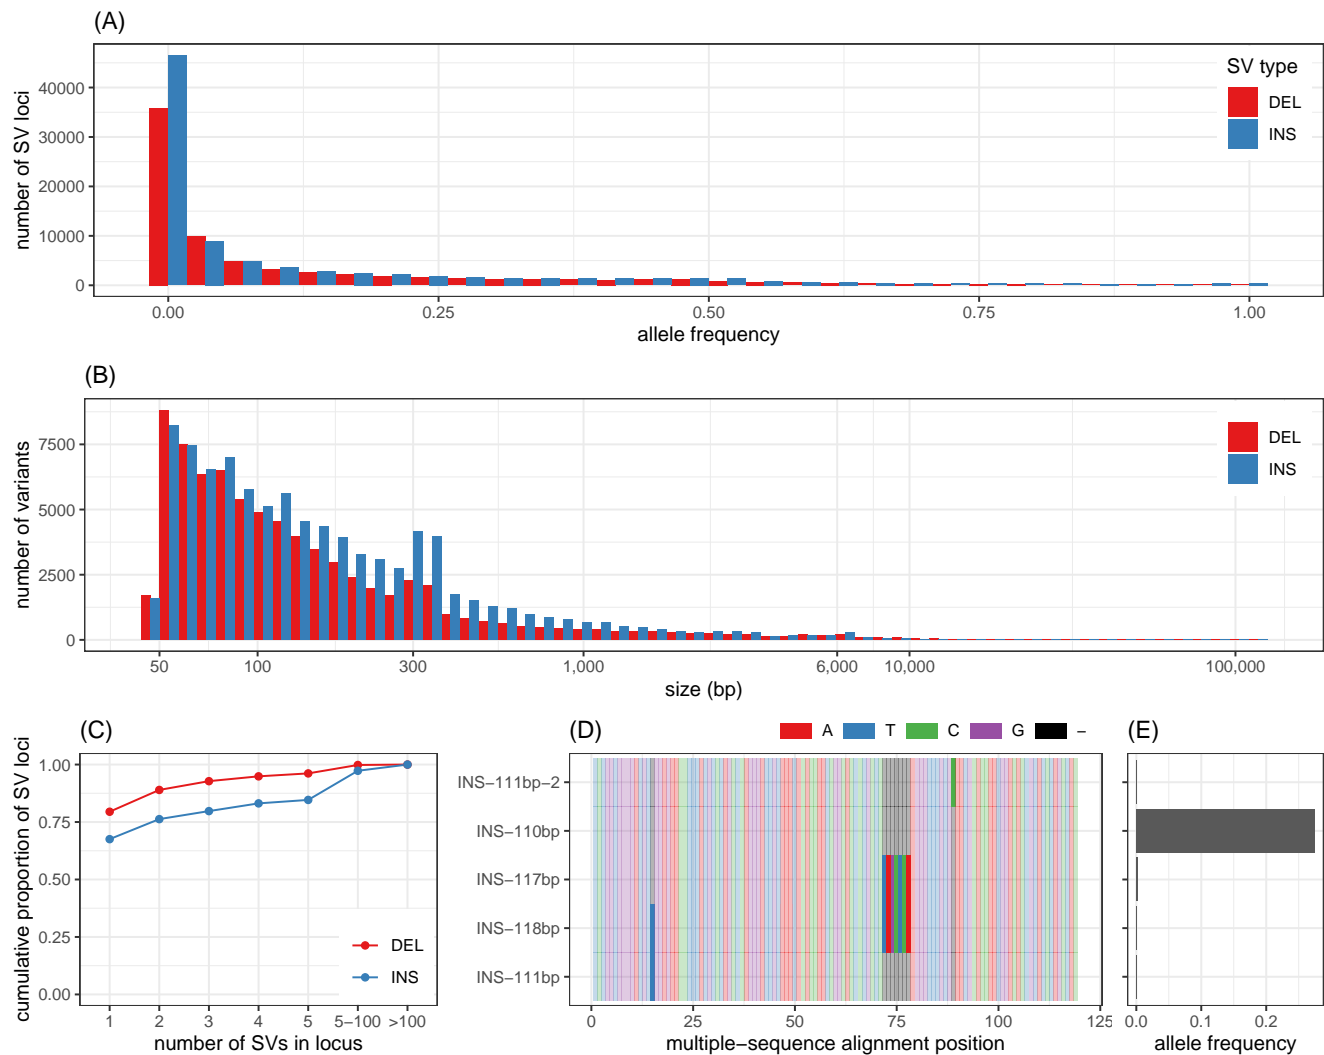 (A)
number of SV loci
40000
30000
20000
10000
0
SV type
DEL
INS
0.00 0.25 0.50 0.75 1.00
allele frequency
(B)
number of variants
7500
5000
2500
0
DEL
INS
50 100 300 1,000 6,000 10,000 100,000
size (bp)
(C)
cumulative proportion of SV loci
1.00
0.75
0.50
0.25
0.00
DEL
INS
1 2 3 4 5 5−100 >100
number of SVs in locus
(D)
A T C G −
INS−111bp−2
INS−110bp
INS−117bp
INS−118bp
INS−111bp
0 25 50 75 100 125
multiple−sequence alignment position
(E)
0.0 0.1 0.2
allele frequency